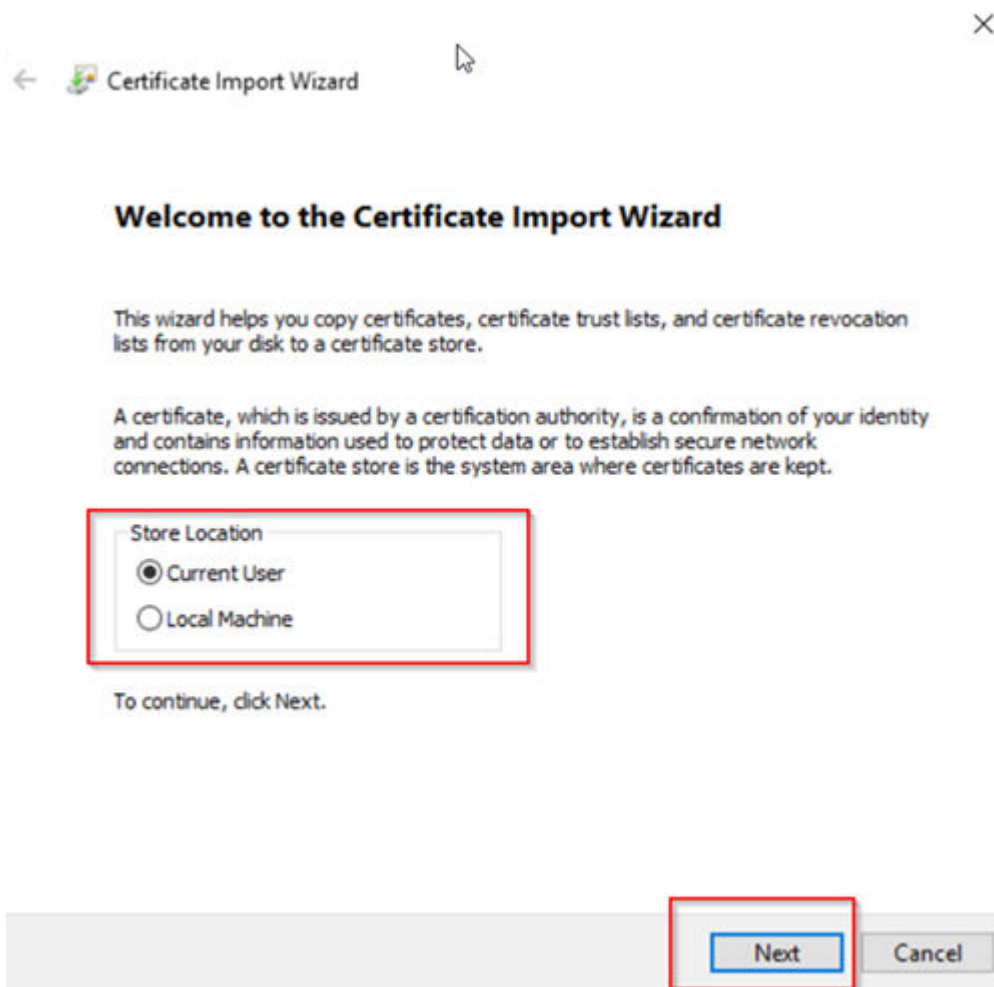 Certificate Import Wizard
Welcome to the Certificate Import Wizard
This wizard helps you copy certificates, certificate trust lists, and certificate revocation
lists from your disk to a certificate store.
A certificate, which is issued by a certification authority, is a confirmation of your identity
and contains information used to protect data or to establish secure network
connections. A certificate store is the system area where certificates are kept.
Store Location
Current User
Local Machine
To continue, click Next.
Next Cancel